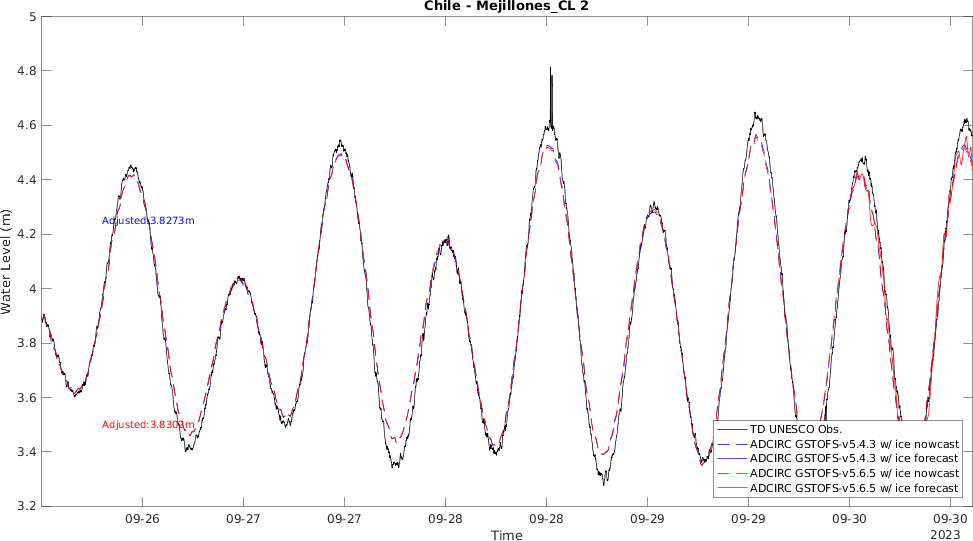 Chile - Mejillones_CL 2
5
4.8
4.6
4.4
4.2
4
3.8
3.6
3.4
3.2
Water Level (m)
Adjusted:3.8273m
Adjusted:3.8302m
TD UNESCO Obs.
ADCIRC GSTOFS-v5.4.3 w/ ice nowcast
ADCIRC GSTOFS-v5.4.3 w/ ice forecast
ADCIRC GSTOFS-v5.6.5 w/ ice nowcast
ADCIRC GSTOFS-v5.6.5 w/ ice forecast
09-26 09-27 09-27 09-28 09-28 09-29 09-29 09-30 09-30
2023
Time